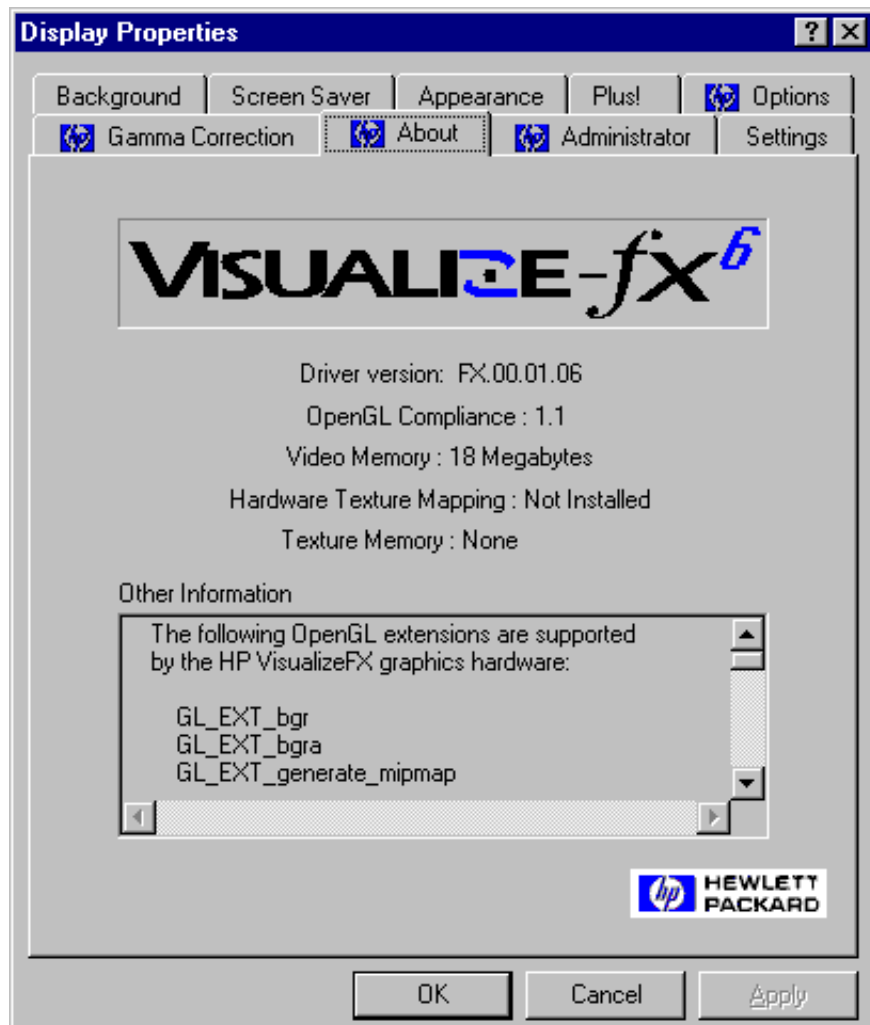 Display Properties
Background
Screen Saver
Appearance
Plus!
Options
Gamma Correction
About
Administrator
Settings
VISUALIZE-fx6
Driver version: FX.00.01.06
OpenGL Compliance : 1.1
Video Memory : 18 Megabytes
Hardware Texture Mapping : Not Installed
Texture Memory : None
Other Information
The following OpenGL extensions are supported
by the HP VisualizeFX graphics hardware:
GL_EXT_bgr
GL_EXT_bgra
GL_EXT_generate_mipmap
hp HEWLETT
PACKARD
OK
Cancel
Apply